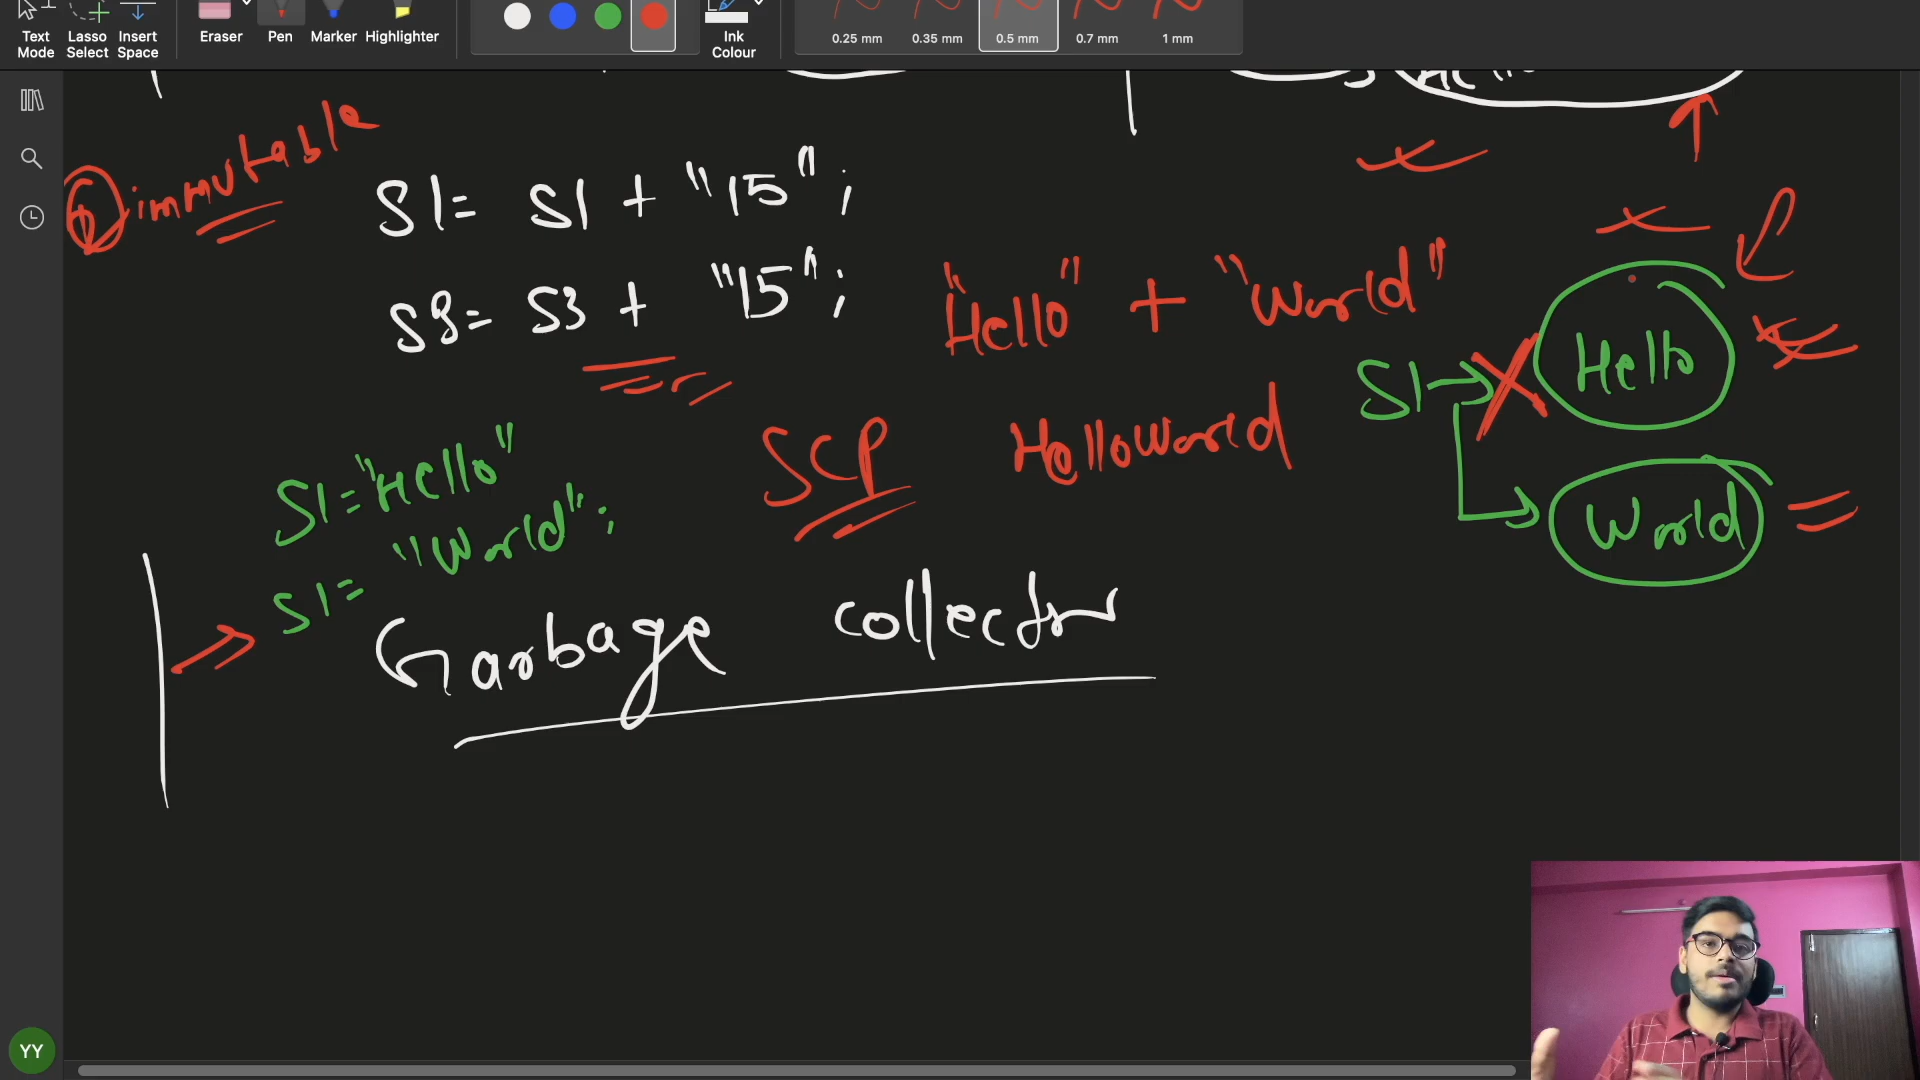 Text Mode
Lasso Select
Insert Space
Eraser
Pen
Marker
Highlighter
Ink Colour
0.25 mm
0.35 mm
0.5 mm
0.7 mm
1 mm
immutable
S1= S1 + "15";
S3= S3 + "15";
"Hello" + "World"
S1
Hello
World
SCP
HelloWorld
S1="Hello"
S1= "World";
Garbage collector
YY